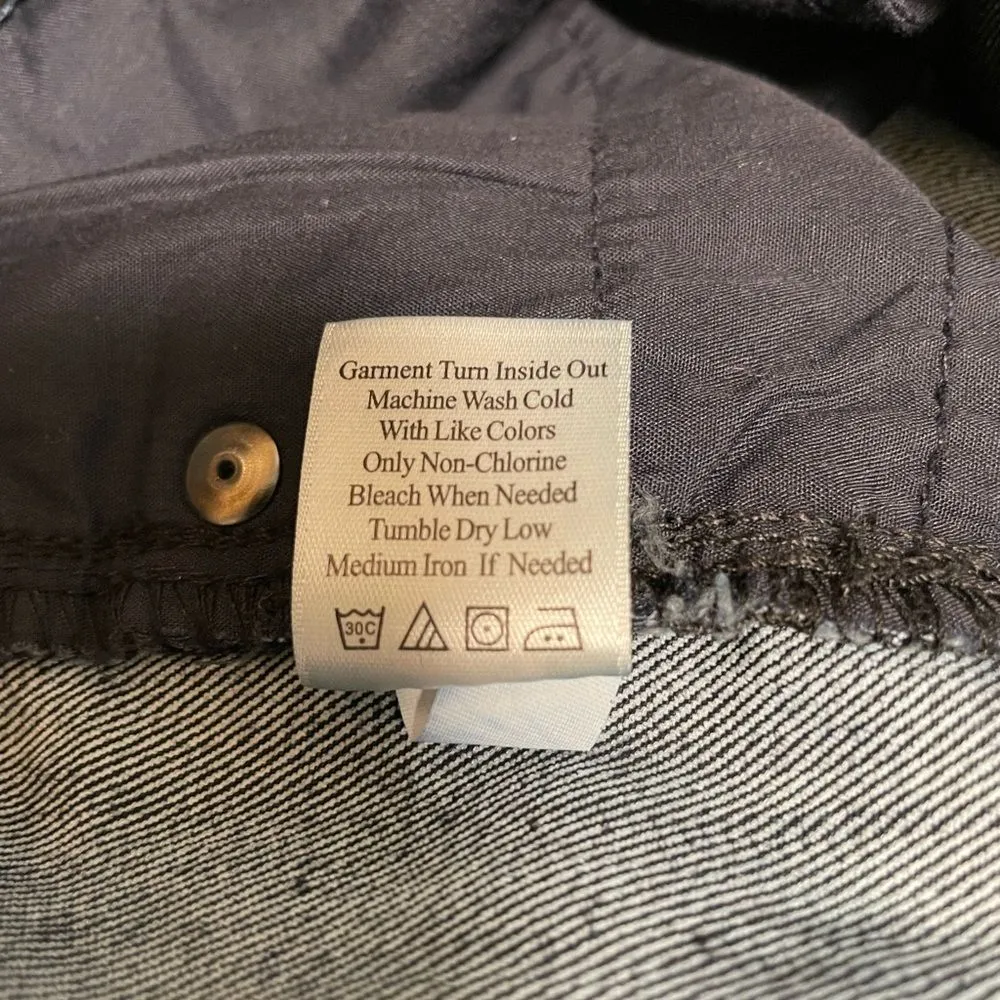 Garment Turn Inside Out
Machine Wash Cold
With Like Colors
Only Non-Chlorine
Bleach When Needed
Tumble Dry Low
Medium Iron If Needed
30C